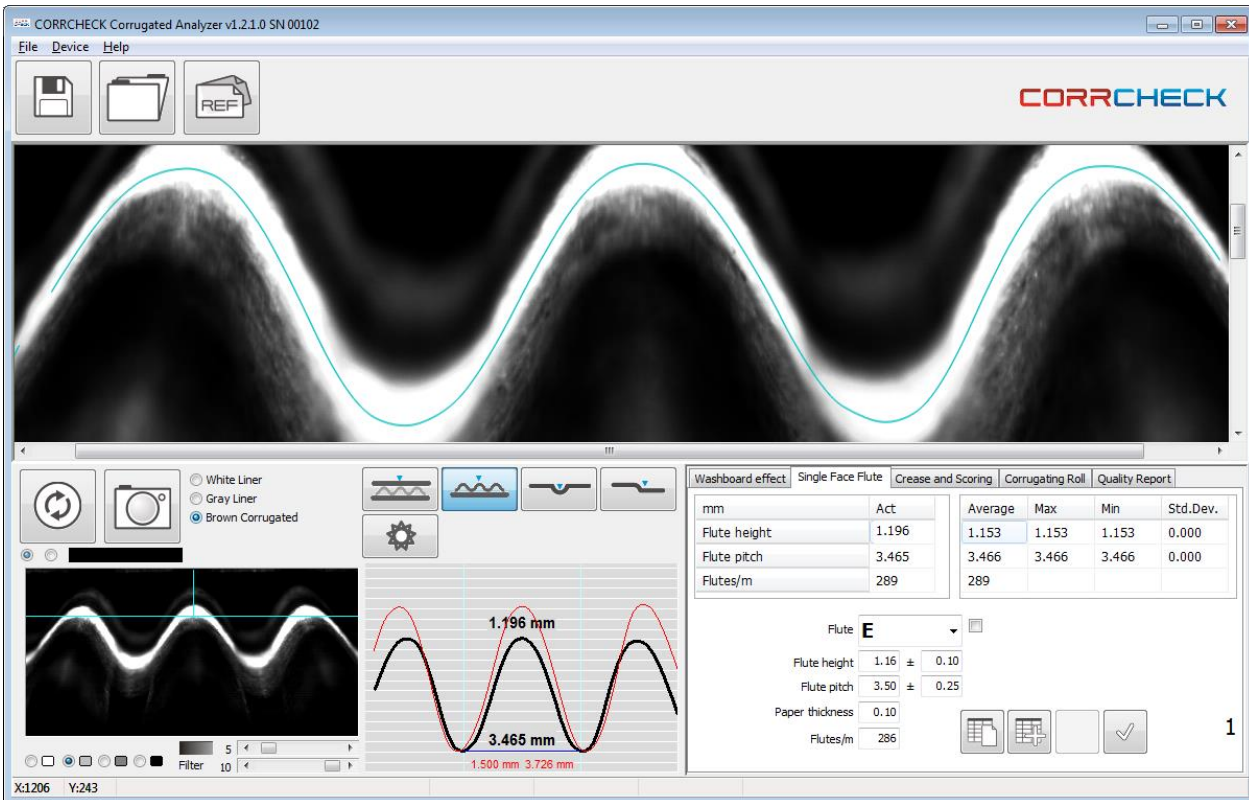 CORRCHECK Corrugated Analyzer v1.2.1.0 SN 00102
File Device Help
REF
CORRCHECK
White Liner
Gray Liner
Brown Corrugated
5
Filter 10
1.196 mm
3.465 mm
1.500 mm 3.726 mm
Washboard effect Single Face Flute Crease and Scoring Corrugating Roll Quality Report
mm Act Average Max Min Std.Dev.
Flute height 1.196 1.153 1.153 1.153 0.000
Flute pitch 3.465 3.466 3.466 3.466 0.000
Flutes/m 289 289
Flute E
Flute height 1.16 ± 0.10
Flute pitch 3.50 ± 0.25
Paper thickness 0.10
Flutes/m 286
1
X:1206 Y:243